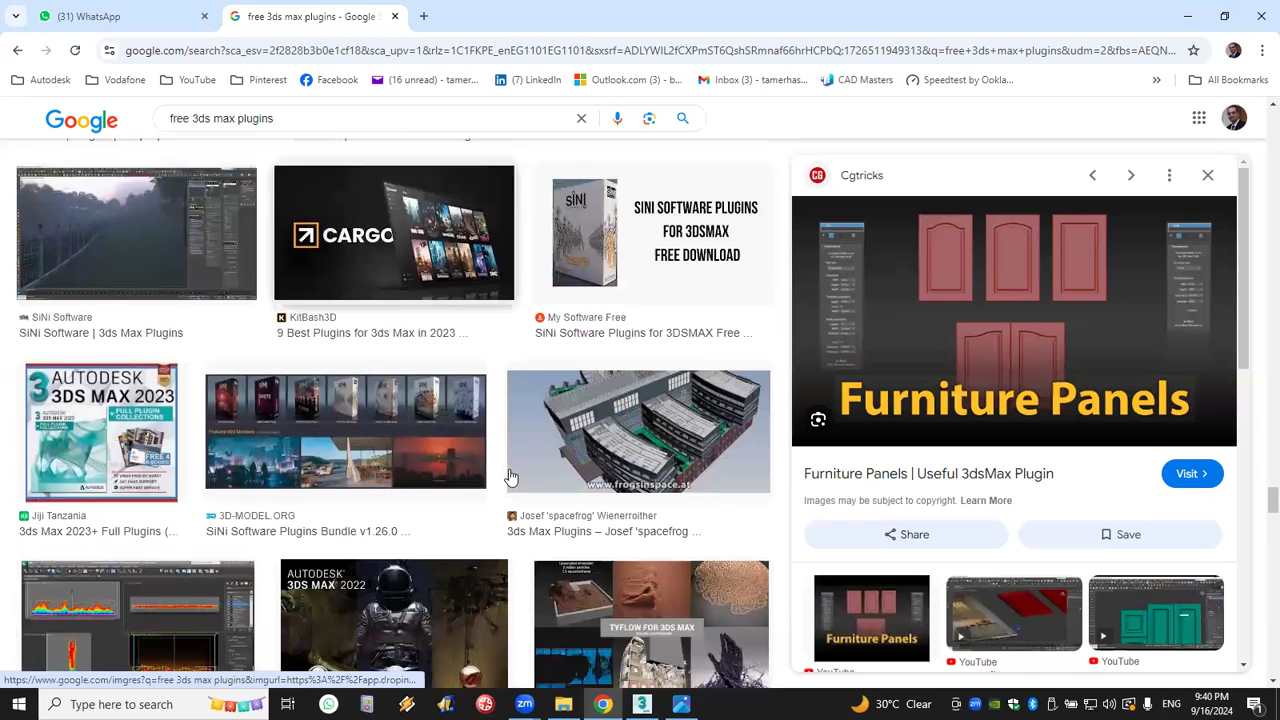 (31) WhatsApp
free 3ds max plugins - Google S
google.com/search?sca_esv=2f2828b3b0e1cf18&sca_upv=1&rlz=1C1FKPE_enEG1101EG1101&sxsrf=ADLYWIL2fCXPmST6QshSRmnaf66hrHCPbQ:1726511949313&q=free+3ds+max+plugins&udm=2&fbs=AEQN...
Autodesk
Vodafone
YouTube
Pinterest
Facebook
(16 unread) - tamer...
(7) LinkedIn
Outlook.com (3) - b...
Inbox (3) - tamerhas...
CAD Masters
Speedtest by Ookla...
»
All Bookmarks
Google
free 3ds max plugins
CG
Cgtricks
SINI SOFTWARE PLUGINS
FOR 3DSMAX
FREE DOWNLOAD
SiNi Software
SiNi Software | 3ds Max Plugins
KitBash3D
9 Best Plugins for 3ds Max in 2023 ...
My Software Free
SiNi Software Plugins for 3DSMAX Free ...
Furniture Panels
Furniture Panels | Useful 3dsMax Plugin
Visit
Images may be subject to copyright. Learn More
Share
Save
AUTODESK
3DS MAX 2023
www.frogsinspace.at
Jiji Tanzania
3ds Max 2023+ Full Plugins (...
3D-MODEL.ORG
SiNi Software Plugins Bundle v1.26.0 ...
Josef 'spacefrog' Wienerroither
3ds Max Plugins – Josef 'spacefrog ...
AUTODESK
3DS MAX 2022
TYFLOW FOR 3DS MAX
Furniture Panels
YouTube
YouTube
YouTube
https://www.google.com/imgres?q=free 3ds max plugins&imgurl=https%3A%2F%2Fapp.dron...
Type here to search
zm
3
30°C Clear
ENG
9:40 PM
9/16/2024